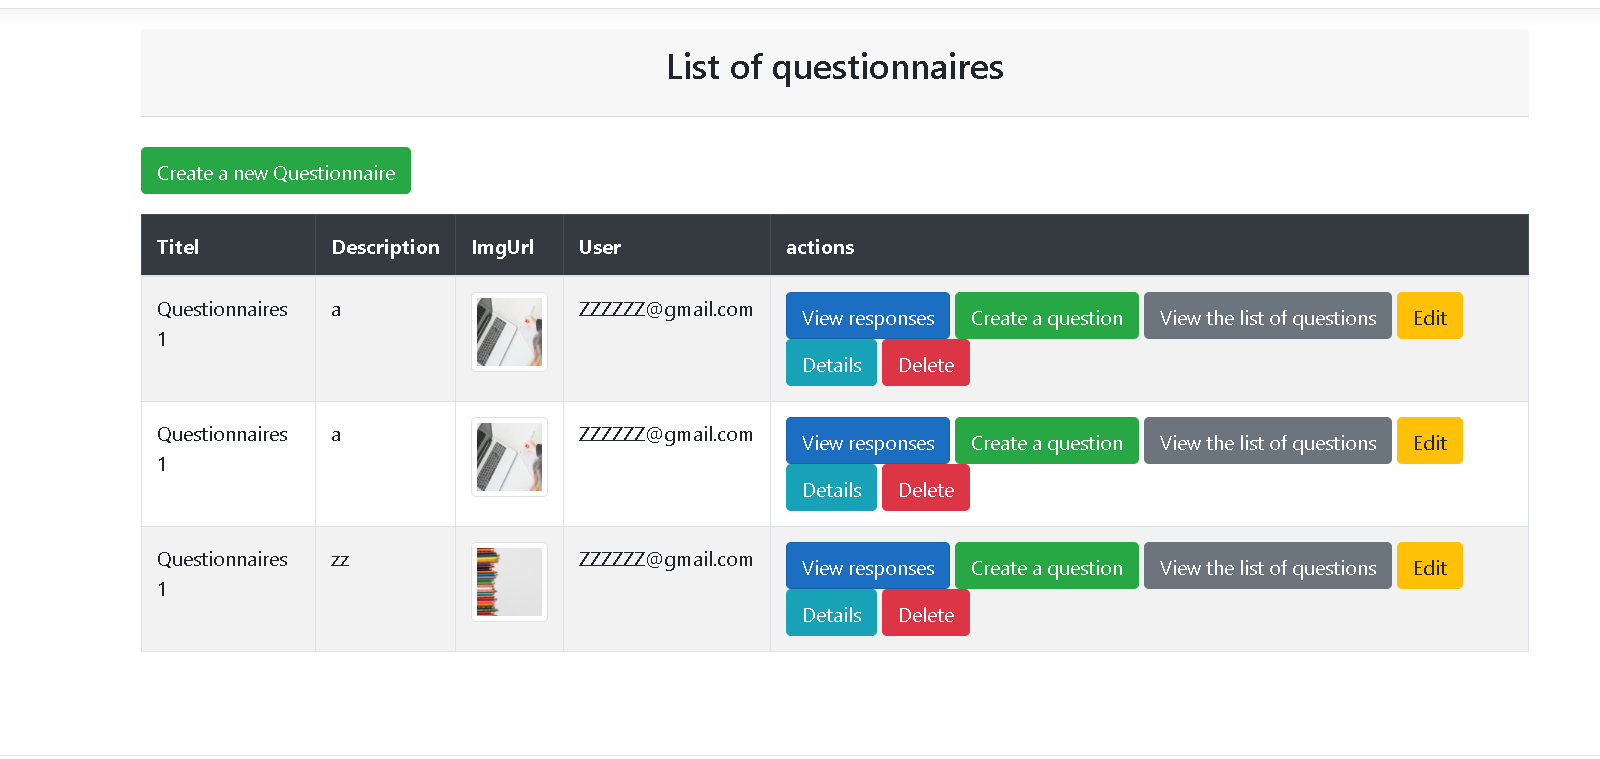 List of questionnaires
Create a new Questionnaire
Titel Description ImgUrl User actions
Questionnaires a ZZZZZZ@gmail.com View responses Create a question View the list of questions Edit
1
Details Delete
Questionnaires a ZZZZZZ@gmail.com View responses Create a question View the list of questions Edit
1
Details Delete
Questionnaires zz ZZZZZZ@gmail.com View responses Create a question View the list of questions Edit
1
Details Delete